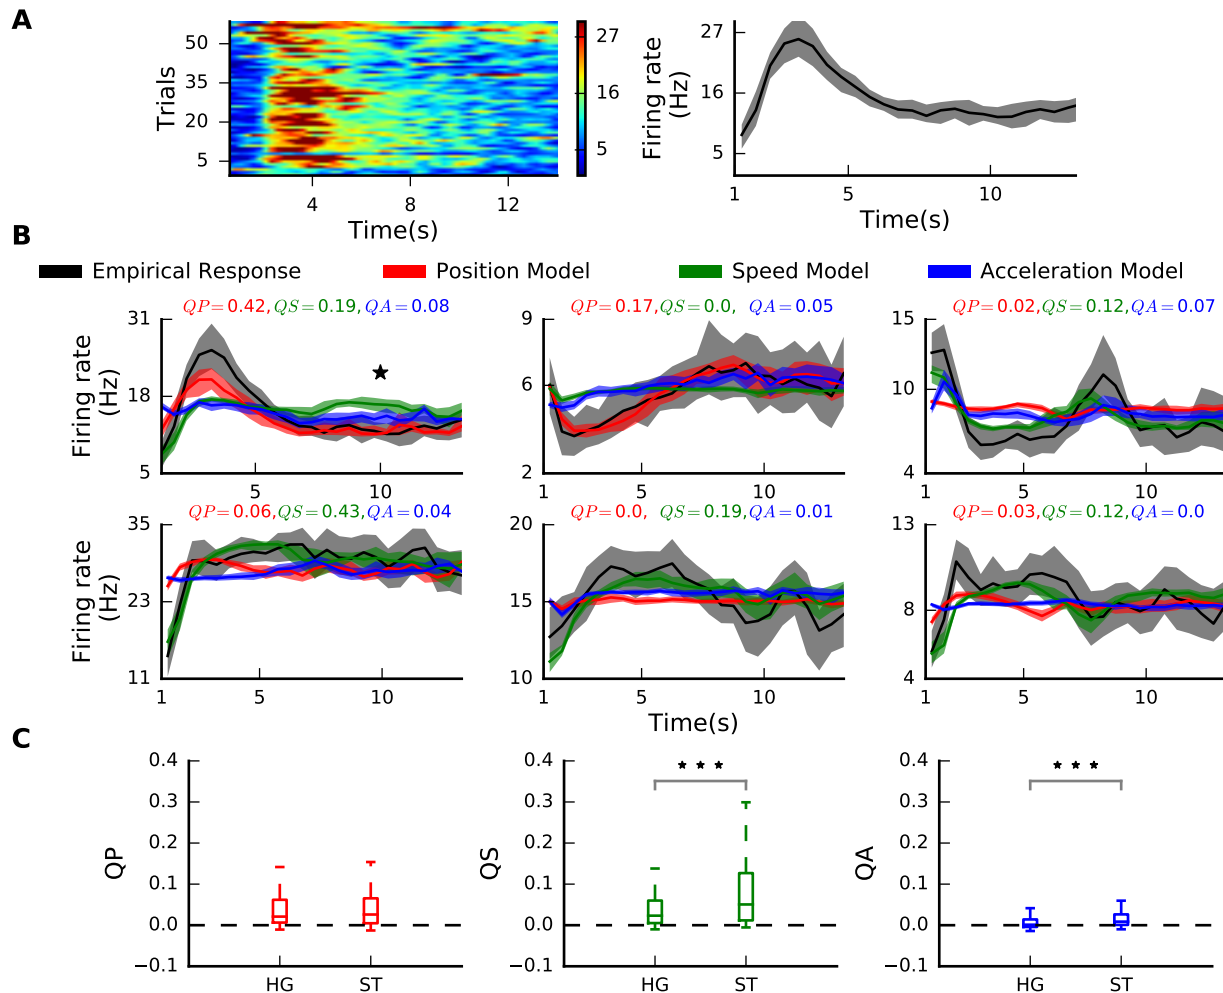 A
50
35
20
5
Trials
4
8
12
Time(s)
27
16
5
27
16
5
Firing rate
(Hz)
1
5
10
Time(s)
B
Empirical Response
Position Model
Speed Model
Acceleration Model
QP=0.42, QS=0.19, QA=0.08
31
18
5
Firing rate
(Hz)
5
10
QP=0.17, QS=0.0, QA=0.05
9
6
2
1
5
10
QP=0.02, QS=0.12, QA=0.07
15
10
4
1
5
10
QP=0.06, QS=0.43, QA=0.04
35
23
11
Firing rate
(Hz)
1
5
10
QP=0.0, QS=0.19, QA=0.01
20
15
10
1
5
10
Time(s)
QP=0.03, QS=0.12, QA=0.0
13
8
4
1
5
10
C
0.4
0.3
0.2
0.1
0.0
−0.1
QP
HG
ST
0.4
0.3
0.2
0.1
0.0
−0.1
QS
HG
ST
0.4
0.3
0.2
0.1
0.0
−0.1
QA
HG
ST